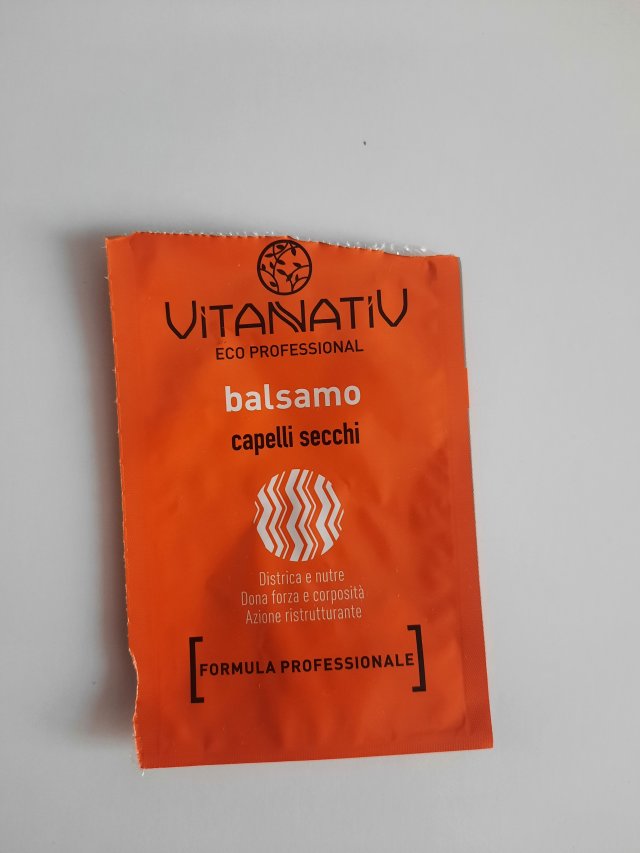 VITANATIV
ECO PROFESSIONAL
balsamo
capelli secchi
Districa e nutre
Dona forza e corposità
Azione ristrutturante
[FORMULA PROFESSIONALE]